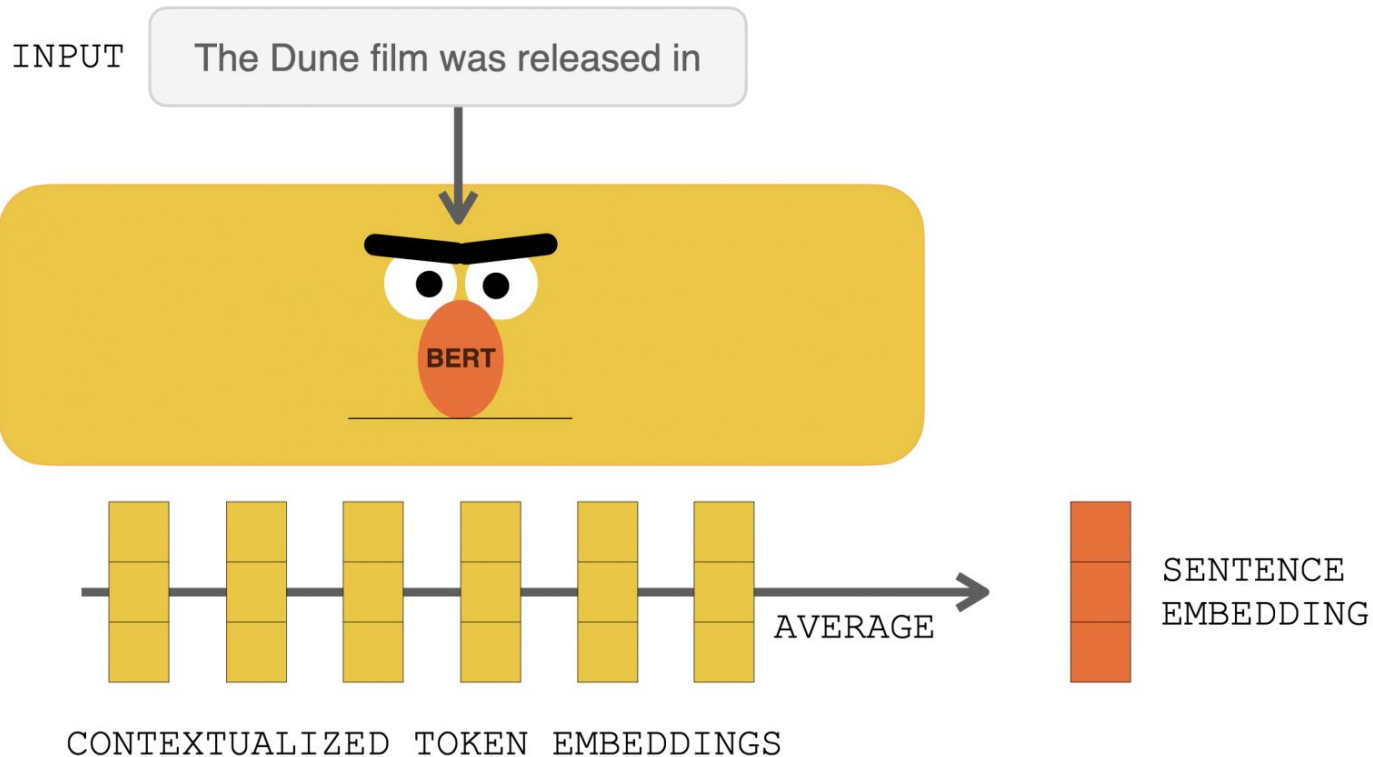 INPUT
The Dune film was released in
BERT
AVERAGE
SENTENCE
EMBEDDING
CONTEXTUALIZED TOKEN EMBEDDINGS